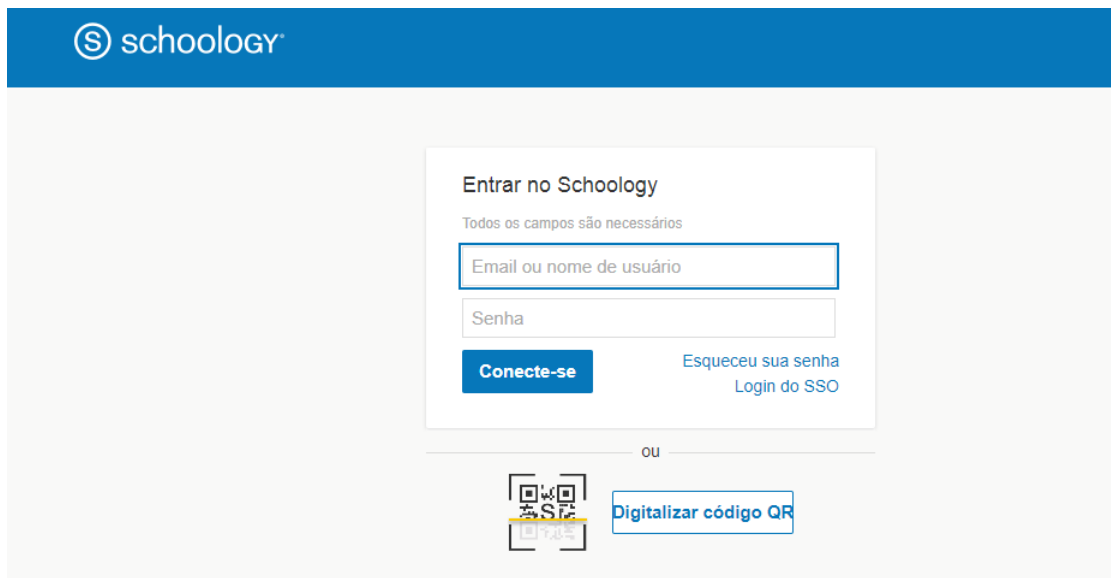 schoology
Entrar no Schoology
Todos os campos são necessários
Email ou nome de usuário
Senha
Conecte-se
Esqueceu sua senha
Login do SSO
ou
Digitalizar código QR